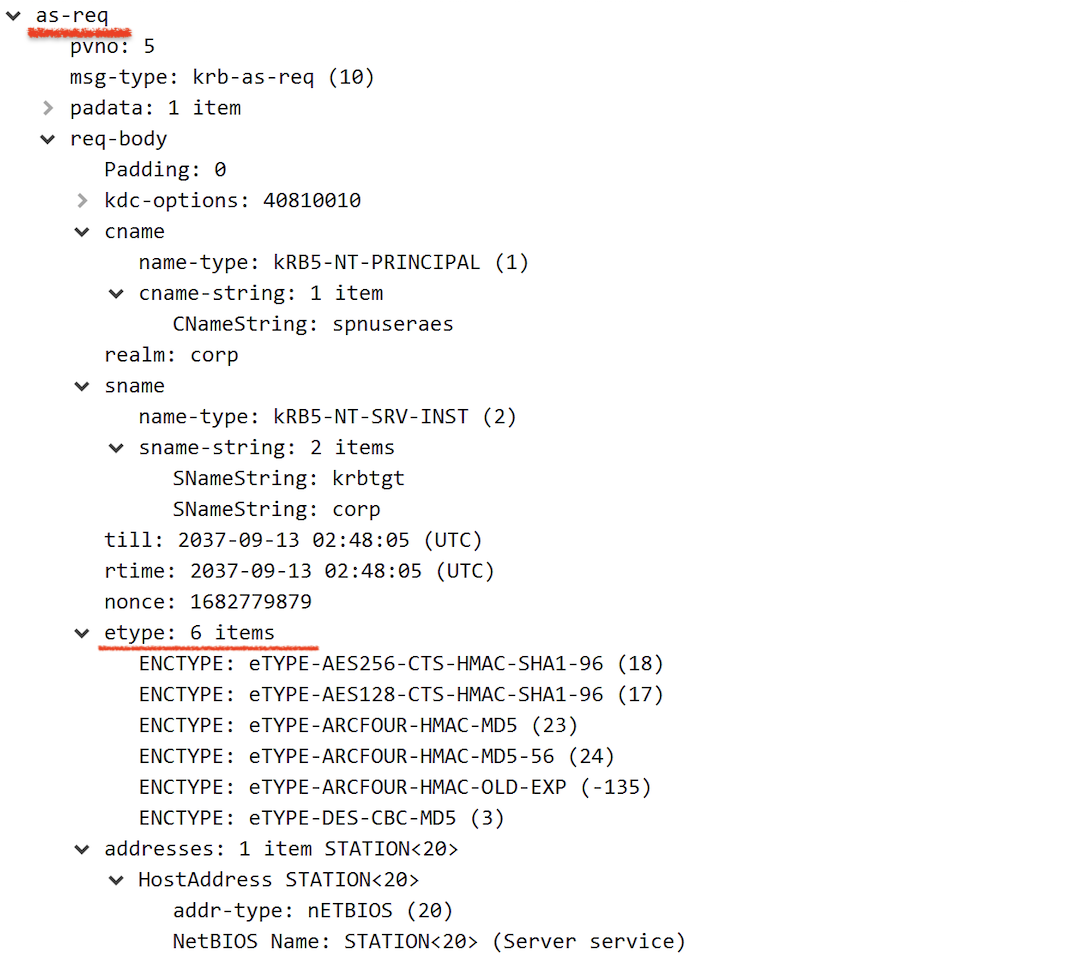 as-req
pvno: 5
msg-type: krb-as-req (10)
padata: 1 item
req-body
Padding: 0
kdc-options: 40810010
cname
name-type: kRB5-NT-PRINCIPAL (1)
cname-string: 1 item
CNameString: spnuseraes
realm: corp
sname
name-type: kRB5-NT-SRV-INST (2)
sname-string: 2 items
SNameString: krbtgt
SNameString: corp
till: 2037-09-13 02:48:05 (UTC)
rtime: 2037-09-13 02:48:05 (UTC)
nonce: 1682779879
etype: 6 items
ENCTYPE: eTYPE-AES256-CTS-HMAC-SHA1-96 (18)
ENCTYPE: eTYPE-AES128-CTS-HMAC-SHA1-96 (17)
ENCTYPE: eTYPE-ARCFOUR-HMAC-MD5 (23)
ENCTYPE: eTYPE-ARCFOUR-HMAC-MD5-56 (24)
ENCTYPE: eTYPE-ARCFOUR-HMAC-OLD-EXP (-135)
ENCTYPE: eTYPE-DES-CBC-MD5 (3)
addresses: 1 item STATION<20>
HostAddress STATION<20>
addr-type: nETBIOS (20)
NetBIOS Name: STATION<20> (Server service)